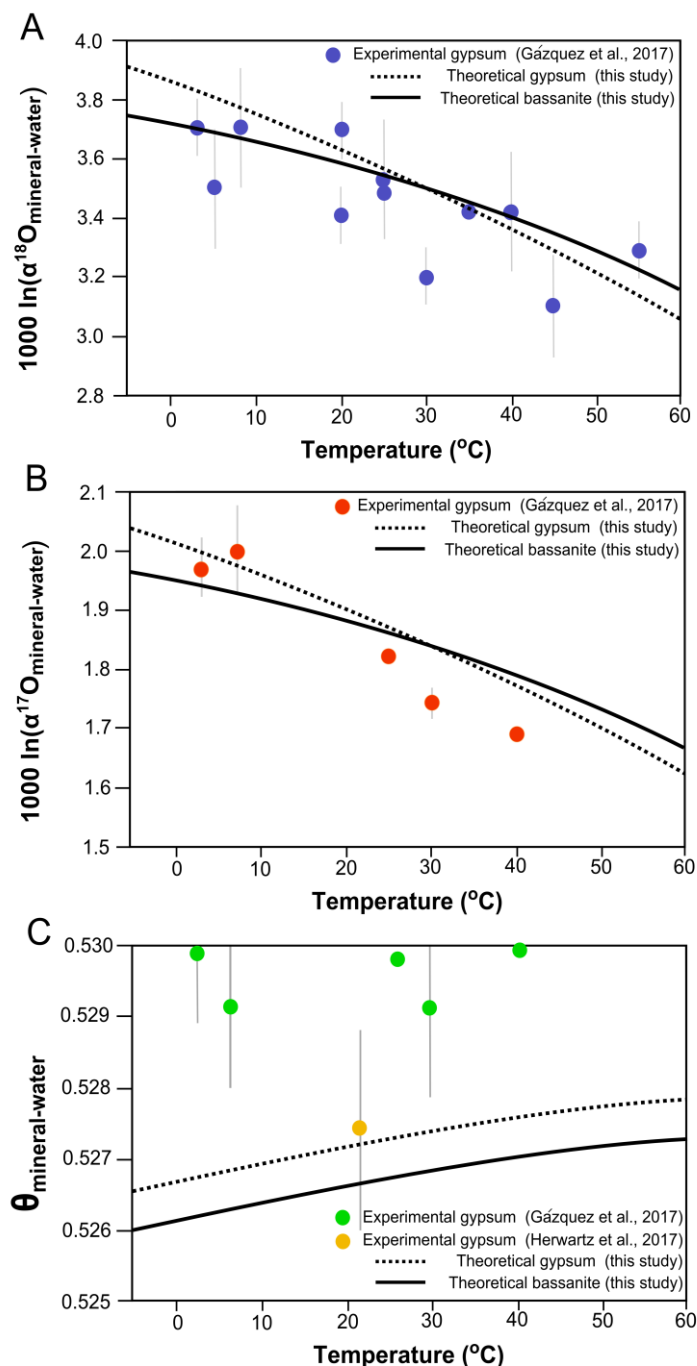 A
4.0
3.8
3.6
3.4
3.2
3.0
2.8
1000 ln(α18Omineral-water)
Experimental gypsum (Gázquez et al., 2017)
Theoretical gypsum (this study)
Theoretical bassanite (this study)
0 10 20 30 40 50 60
Temperature (oC)
B
2.1
2.0
1.9
1.8
1.7
1.6
1.5
1000 ln(α17Omineral-water)
Experimental gypsum (Gázquez et al., 2017)
Theoretical gypsum (this study)
Theoretical bassanite (this study)
0 10 20 30 40 50 60
Temperature (oC)
C
0.530
0.529
0.528
0.527
0.526
0.525
θmineral-water
Experimental gypsum (Gázquez et al., 2017)
Experimental gypsum (Herwartz et al., 2017)
Theoretical gypsum (this study)
Theoretical bassanite (this study)
0 10 20 30 40 50 60
Temperature (oC)